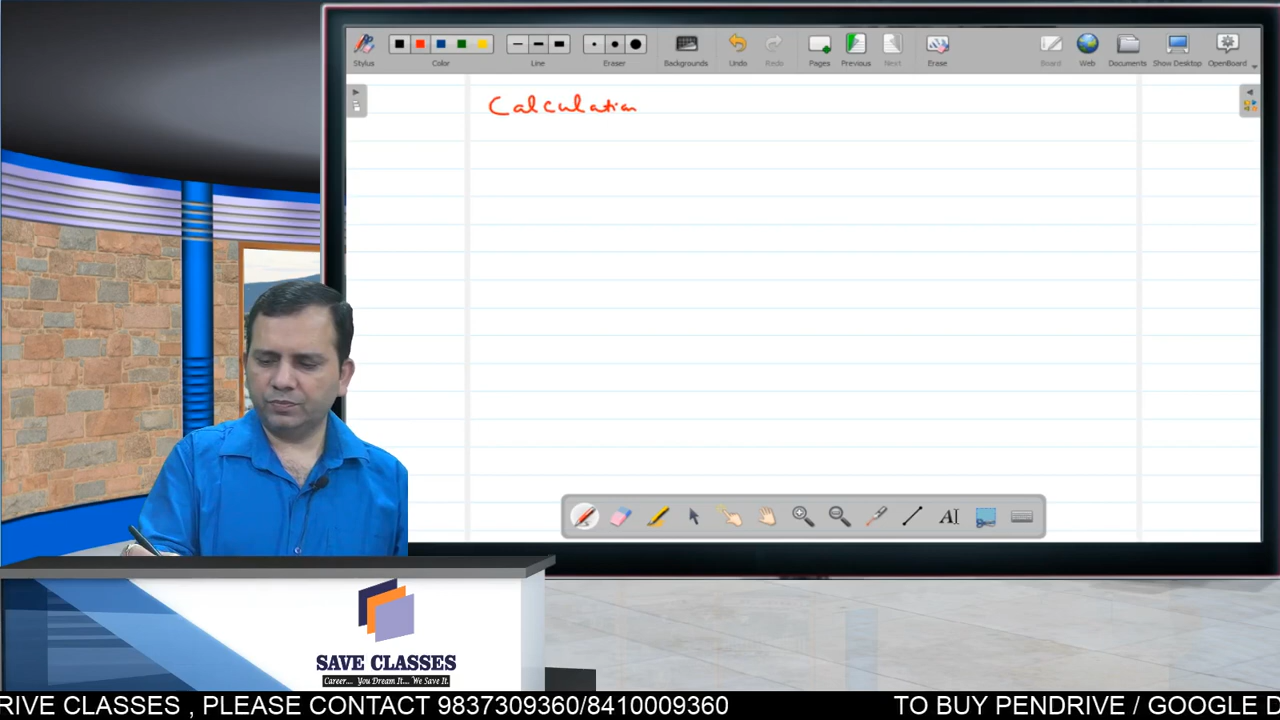 Stylus
Color
Line
Eraser
Backgrounds
Undo
Redo
Pages
Previous
Next
Erase
Board
Web
Documents
Show Desktop
OpenBoard
Calculation
AI
SAVE CLASSES
Career.... You Dream It.... We Save It.
RIVE CLASSES , PLEASE CONTACT 9837309360/8410009360 TO BUY PENDRIVE / GOOGLE D